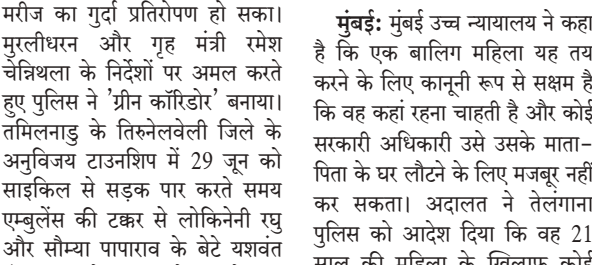 मरीज का गुर्दा प्रतिरोपण हो सका।
मुरलीधरन और गृह मंत्री रमेश
चेन्निथला के निर्देशों पर अमल करते
हुए पुलिस ने 'ग्रीन कॉरिडोर' बनाया।
तमिलनाडु के तिरुनेलवेली जिले के
अनुविजय टाउनशिप में 29 जून को
साइकिल से सड़क पार करते समय
एम्बुलेंस की टक्कर से लोकिनेनी रघु
और सौम्या पापाराव के बेटे यशवंत
मुंबई: मुंबई उच्च न्यायालय ने कहा
है कि एक बालिग महिला यह तय
करने के लिए कानूनी रूप से सक्षम है
कि वह कहां रहना चाहती है और कोई
सरकारी अधिकारी उसे उसके माता-
पिता के घर लौटने के लिए मजबूर नहीं
कर सकता। अदालत ने तेलंगाना
पुलिस को आदेश दिया कि वह 21
साल की महिला के खिलाफ कोई